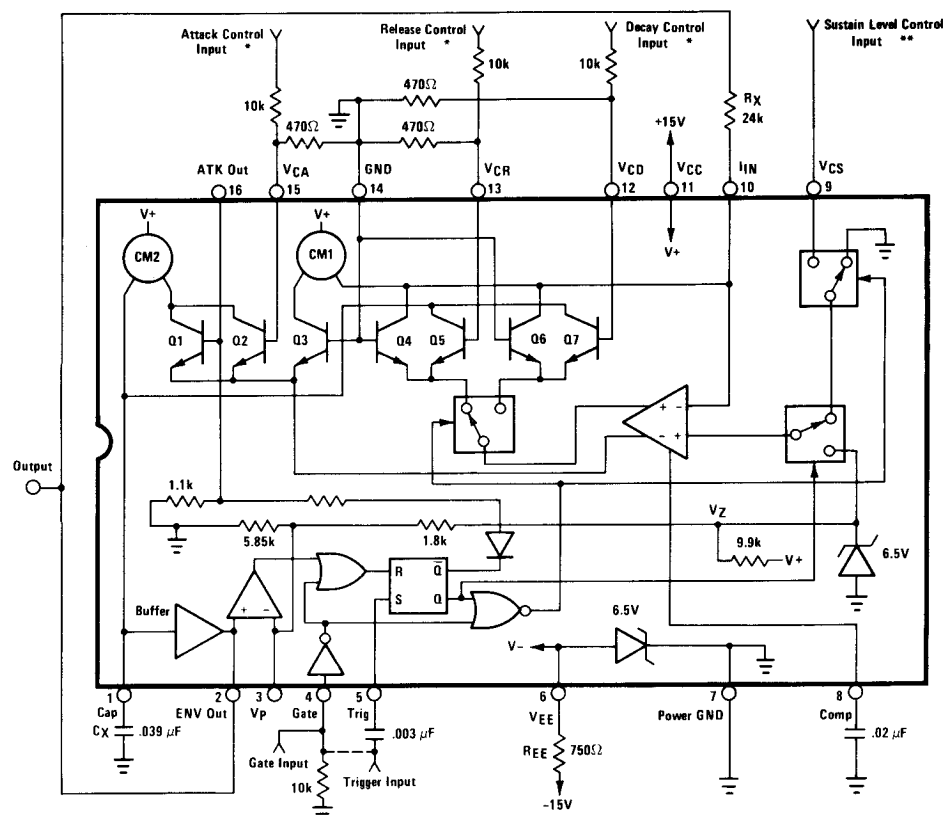 Attack Control
Input *
Release Control
Input *
Decay Control
Input *
Sustain Level Control
Input **
10k
10k
10k
470Ω
470Ω
470Ω
RX
24k
+15V
ATK Out
VCA
GND
VCR
VCD
VCC
IIN
VCS
16
15
14
13
12
11
10
9
V+
V+
V+
CM2
CM1
Q1
Q2
Q3
Q4
Q5
Q6
Q7
+ −
− +
Output
1.1k
5.85k
1.8k
VZ
9.9k
V+
6.5V
R
Q̄
S
Q
Buffer
+ −
6.5V
V−
1
2
3
4
5
6
7
8
Cap
ENV Out
VP
Gate
Trig
VEE
Power GND
Comp
CX
.039 μF
.003 μF
REE
750Ω
.02 μF
Gate Input
10k
Trigger Input
-15V